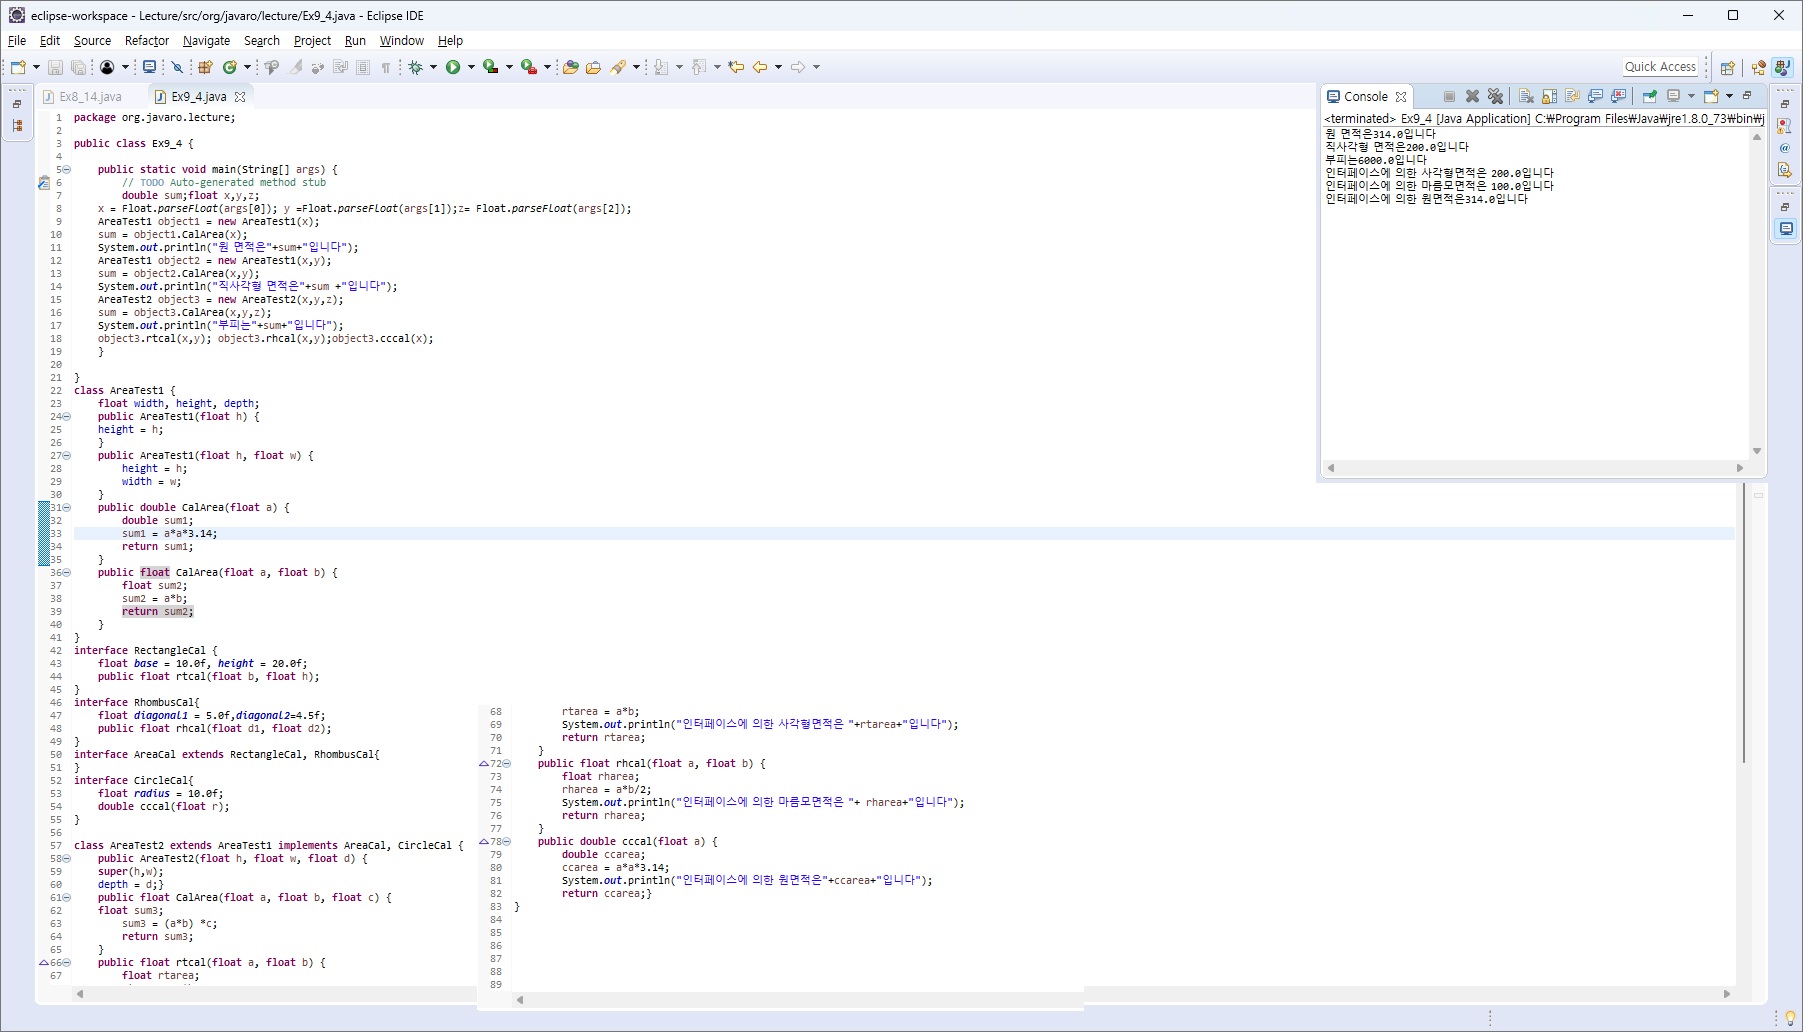 eclipse-workspace - Lecture/src/org/javaro/lecture/Ex9_4.java - Eclipse IDE
File Edit Source Refactor Navigate Search Project Run Window Help
Quick Access
Ex8_14.java Ex9_4.java
1 package org.javaro.lecture;
2
3 public class Ex9_4 {
4
5 public static void main(String[] args) {
6 // TODO Auto-generated method stub
7 double sum;float x,y,z;
8 x = Float.parseFloat(args[0]); y =Float.parseFloat(args[1]);z= Float.parseFloat(args[2]);
9 AreaTest1 object1 = new AreaTest1(x);
10 sum = object1.CalArea(x);
11 System.out.println("원 면적은"+sum+"입니다");
12 AreaTest1 object2 = new AreaTest1(x,y);
13 sum = object2.CalArea(x,y);
14 System.out.println("직사각형 면적은"+sum +"입니다");
15 AreaTest2 object3 = new AreaTest2(x,y,z);
16 sum = object3.CalArea(x,y,z);
17 System.out.println("부피는"+sum+"입니다");
18 object3.rtcal(x,y); object3.rhcal(x,y);object3.cccal(x);
19 }
20
21 }
22 class AreaTest1 {
23 float width, height, depth;
24 public AreaTest1(float h) {
25 height = h;
26 }
27 public AreaTest1(float h, float w) {
28 height = h;
29 width = w;
30 }
31 public double CalArea(float a) {
32 double sum1;
33 sum1 = a*a*3.14;
34 return sum1;
35 }
36 public float CalArea(float a, float b) {
37 float sum2;
38 sum2 = a*b;
39 return sum2;
40 }
41 }
42 interface RectangleCal {
43 float base = 10.0f, height = 20.0f;
44 public float rtcal(float b, float h);
45 }
46 interface RhombusCal{
47 float diagonal1 = 5.0f,diagonal2=4.5f;
48 public float rhcal(float d1, float d2);
49 }
50 interface AreaCal extends RectangleCal, RhombusCal{
51 }
52 interface CircleCal{
53 float radius = 10.0f;
54 double cccal(float r);
55 }
56
57 class AreaTest2 extends AreaTest1 implements AreaCal, CircleCal {
58 public AreaTest2(float h, float w, float d) {
59 super(h,w);
60 depth = d;}
61 public float CalArea(float a, float b, float c) {
62 float sum3;
63 sum3 = (a*b) *c;
64 return sum3;
65 }
66 public float rtcal(float a, float b) {
67 float rtarea;
68 rtarea = a*b;
69 System.out.println("인터페이스에 의한 사각형면적은 "+rtarea+"입니다");
70 return rtarea;
71 }
72 public float rhcal(float a, float b) {
73 float rharea;
74 rharea = a*b/2;
75 System.out.println("인터페이스에 의한 마름모면적은 "+ rharea+"입니다");
76 return rharea;
77 }
78 public double cccal(float a) {
79 double ccarea;
80 ccarea = a*a*3.14;
81 System.out.println("인터페이스에 의한 원면적은"+ccarea+"입니다");
82 return ccarea;}
83 }
84
85
86
87
88
89
Console
<terminated> Ex9_4 [Java Application] C:\Program Files\Java\jre1.8.0_73\bin\j
원 면적은314.0입니다
직사각형 면적은200.0입니다
부피는6000.0입니다
인터페이스에 의한 사각형면적은 200.0입니다
인터페이스에 의한 마름모면적은 100.0입니다
인터페이스에 의한 원면적은314.0입니다